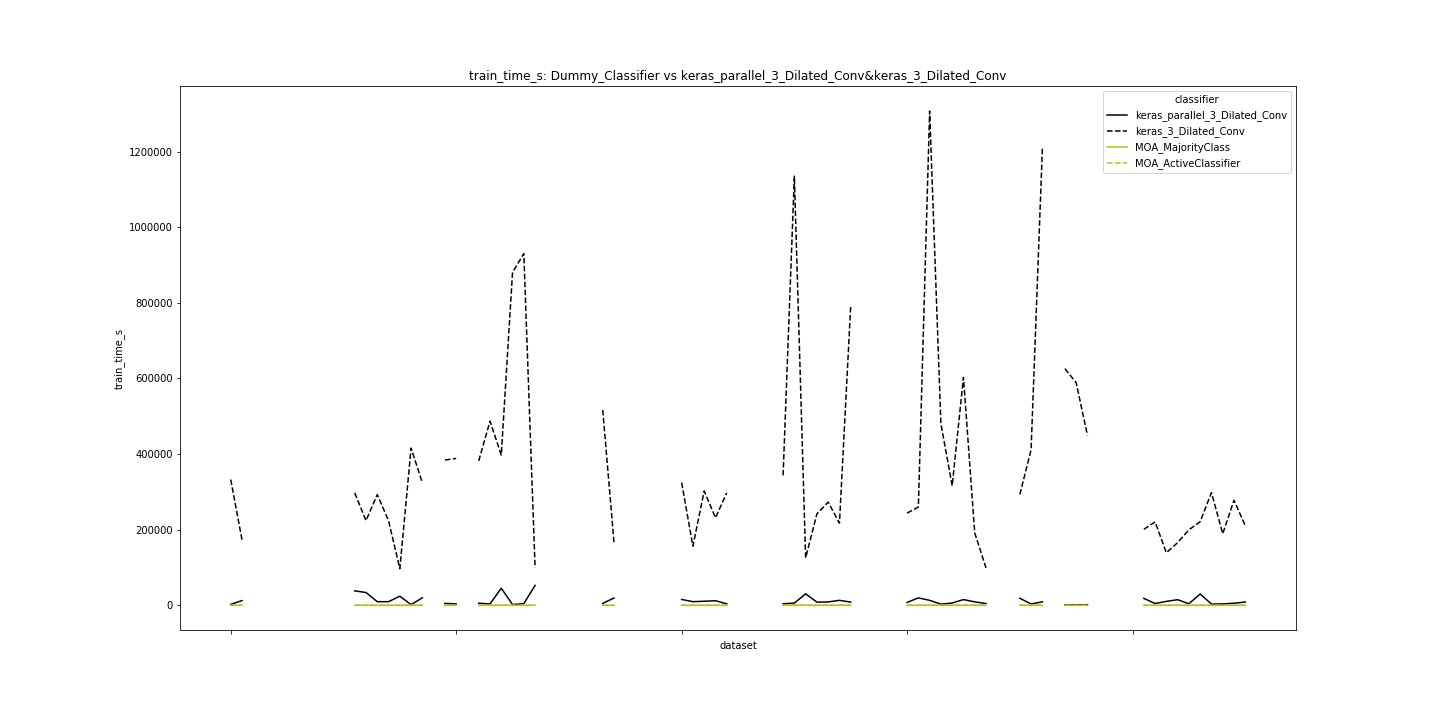 train_time_s: Dummy_Classifier vs keras_parallel_3_Dilated_Conv&keras_3_Dilated_Conv
classifier
keras_parallel_3_Dilated_Conv
keras_3_Dilated_Conv
MOA_MajorityClass
MOA_ActiveClassifier
1200000
1000000
800000
600000
400000
200000
0
train_time_s
dataset